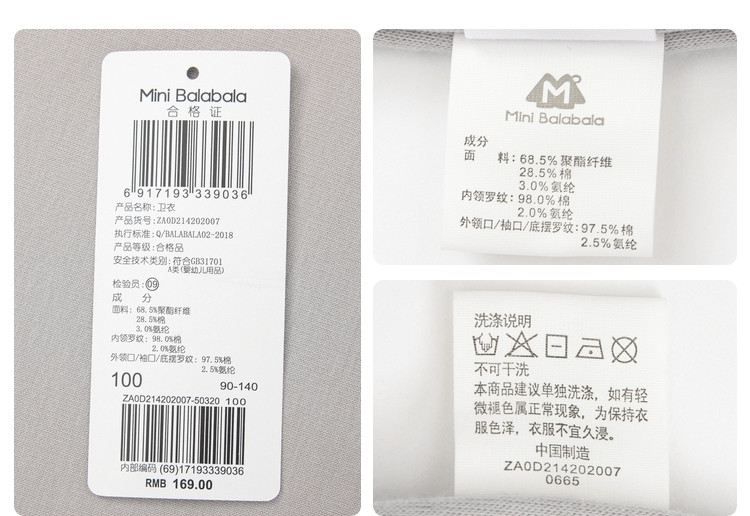 Mini Balabala
合格证
6 917193 339036
产品名称:卫衣
产品货号:ZA0D214202007
执行标准:Q/BALABALA02-2018
产品等级:合格品
安全技术类别:符合GB31701
A类(婴幼儿用品)
检验员:09
成 分
面料: 68.5%聚酯纤维
28.5%棉
3.0%氨纶
内领罗纹: 98.0%棉
2.0%氨纶
外领口/袖口/底摆罗纹: 97.5%棉
2.5%氨纶
100 90-140
ZA0D214202007-50320 100
内部编码 (69)17193339036
RMB 169.00
M
Mini Balabala
成分
面 料: 68.5%聚酯纤维
28.5%棉
3.0%氨纶
内领罗纹: 98.0%棉
2.0%氨纶
外领口/袖口/底摆罗纹: 97.5%棉
2.5%氨纶
洗涤说明
不可干洗
本商品建议单独洗涤，如有轻
微褪色属正常现象，为保持衣
服色泽，衣服不宜久浸。
中国制造
ZA0D214202007
0665